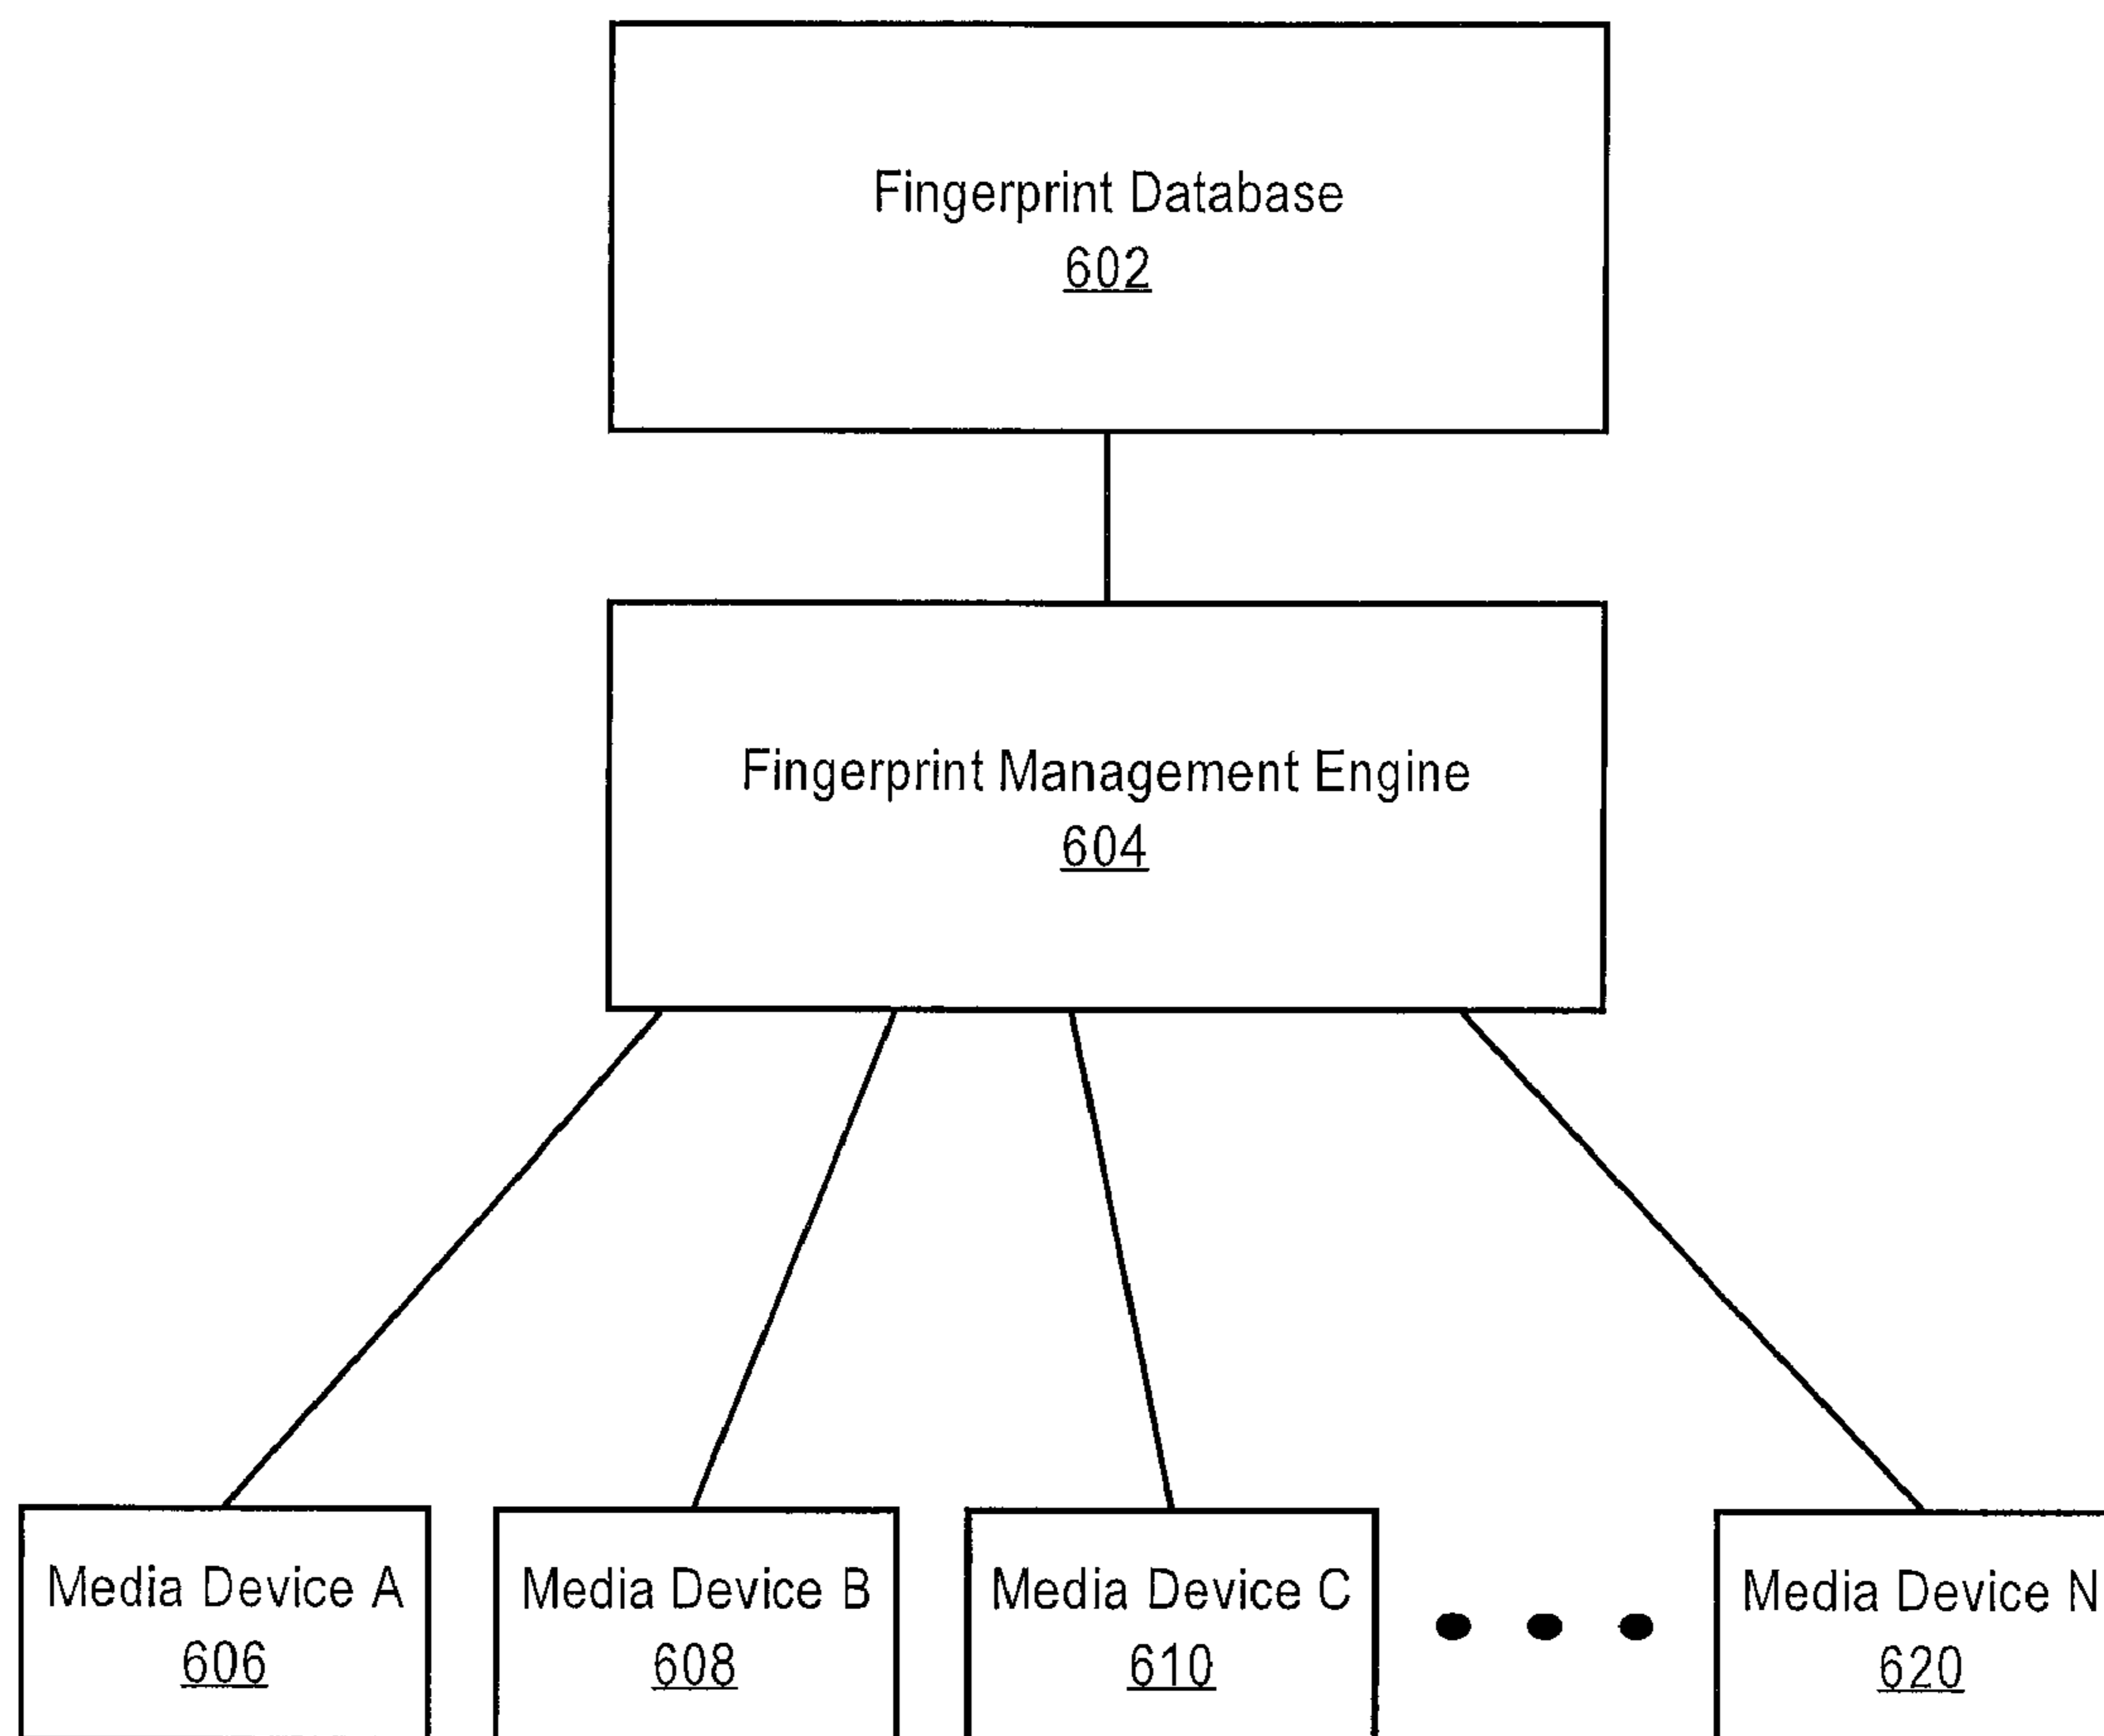 Fingerprint Database
602
Fingerprint Management Engine
604
Media Device A
606
Media Device B
608
Media Device C
610
Media Device N
620